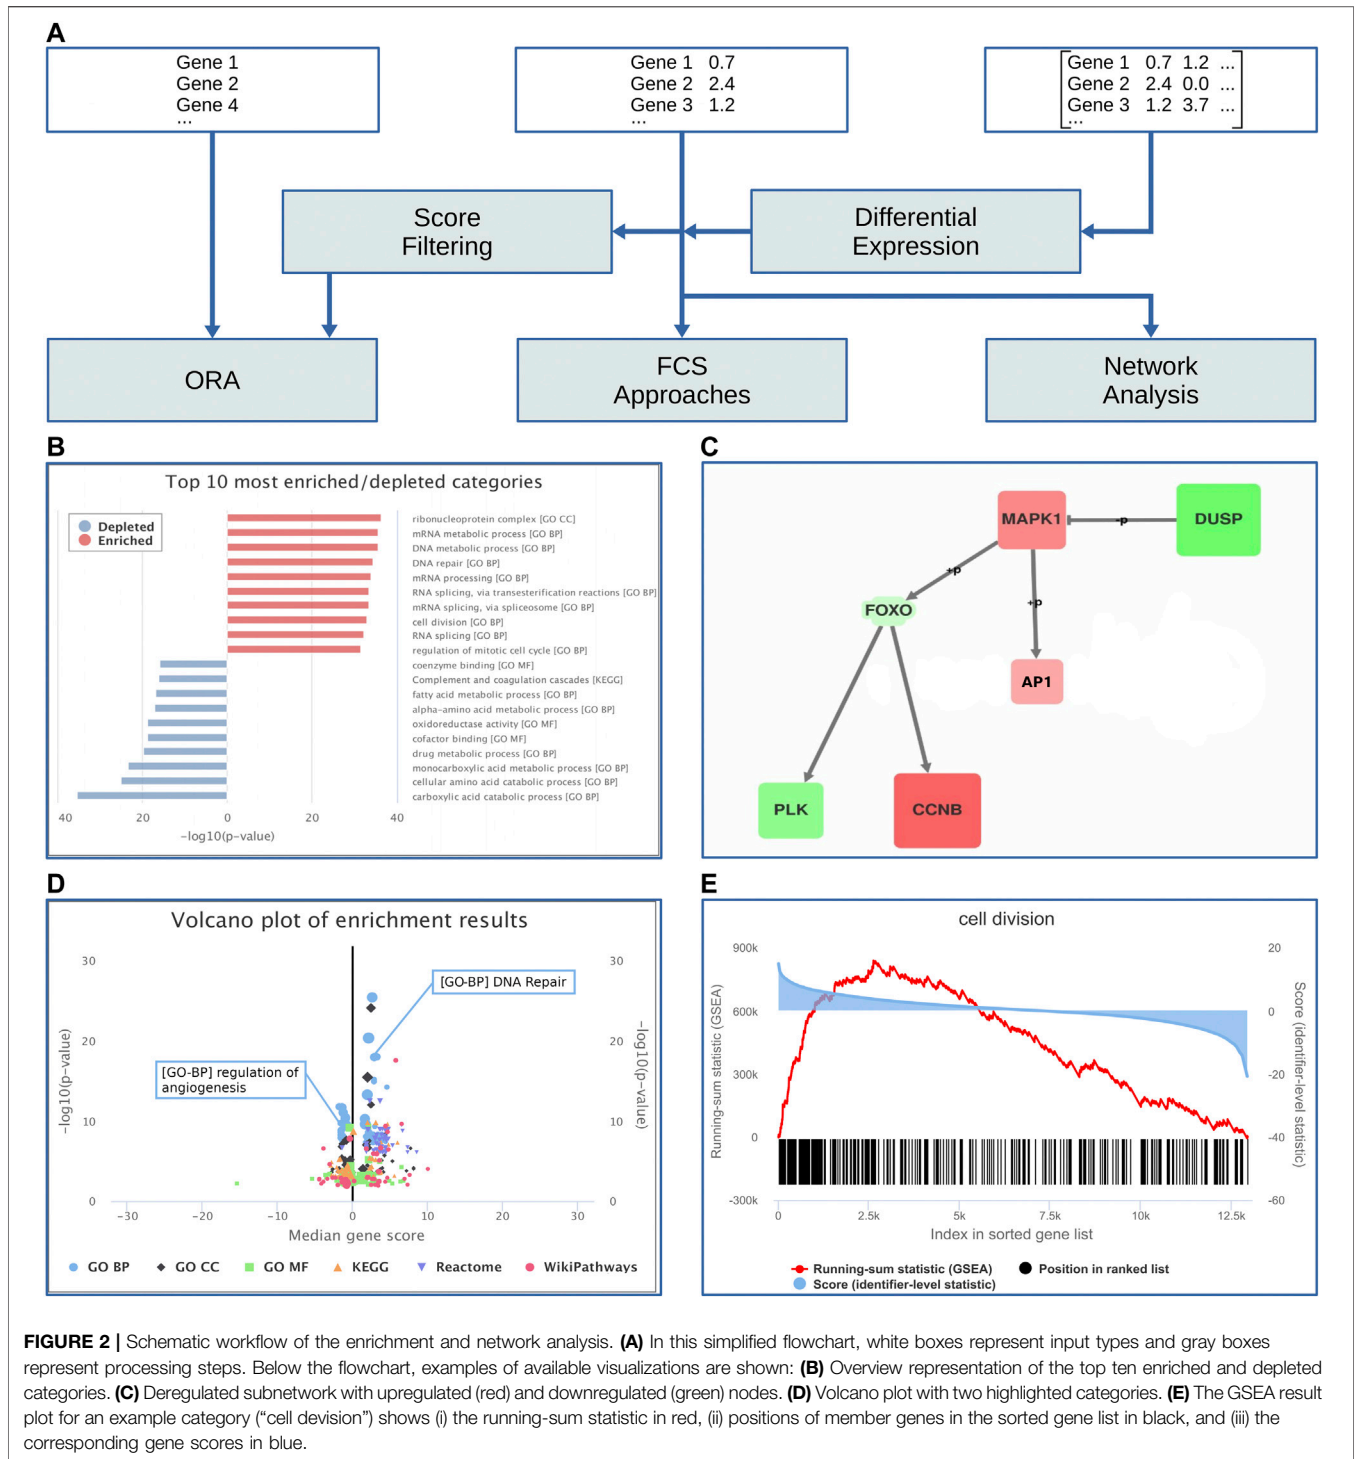 A
Gene 1
Gene 2
Gene 4
...
Gene 1 0.7
Gene 2 2.4
Gene 3 1.2
...
Gene 1 0.7 1.2 ...
Gene 2 2.4 0.0 ...
Gene 3 1.2 3.7 ...
...
Score
Filtering
Differential
Expression
ORA
FCS
Approaches
Network
Analysis
B
Top 10 most enriched/depleted categories
Depleted
Enriched
ribonucleoprotein complex [GO CC]
mRNA metabolic process [GO BP]
DNA metabolic process [GO BP]
DNA repair [GO BP]
mRNA processing [GO BP]
RNA splicing, via transesterification reactions [GO BP]
mRNA splicing, via spliceosome [GO BP]
cell division [GO BP]
RNA splicing [GO BP]
regulation of mitotic cell cycle [GO BP]
coenzyme binding [GO MF]
Complement and coagulation cascades [KEGG]
fatty acid metabolic process [GO BP]
alpha-amino acid metabolic process [GO BP]
oxidoreductase activity [GO MF]
cofactor binding [GO MF]
drug metabolic process [GO BP]
monocarboxylic acid metabolic process [GO BP]
cellular amino acid catabolic process [GO BP]
carboxylic acid catabolic process [GO BP]
40 20 0 20 40
-log10(p-value)
C
MAPK1
DUSP
-p
+p
+p
FOXO
AP1
PLK
CCNB
D
Volcano plot of enrichment results
30
20
10
0
-log10(p-value)
30
20
10
0
-log10(p-value)
[GO-BP] DNA Repair
[GO-BP] regulation of
angiogenesis
-30 -20 -10 0 10 20 30
Median gene score
GO BP GO CC GO MF KEGG Reactome WikiPathways
E
cell division
900k
600k
300k
0
-300k
Running-sum statistic (GSEA)
20
0
-20
-40
-60
Score (identifier-level statistic)
0 2.5k 5k 7.5k 10k 12.5k
Index in sorted gene list
Running-sum statistic (GSEA) Position in ranked list
Score (identifier-level statistic)
FIGURE 2 | Schematic workflow of the enrichment and network analysis. (A) In this simplified flowchart, white boxes represent input types and gray boxes
represent processing steps. Below the flowchart, examples of available visualizations are shown: (B) Overview representation of the top ten enriched and depleted
categories. (C) Deregulated subnetwork with upregulated (red) and downregulated (green) nodes. (D) Volcano plot with two highlighted categories. (E) The GSEA result
plot for an example category (“cell devision”) shows (i) the running-sum statistic in red, (ii) positions of member genes in the sorted gene list in black, and (iii) the
corresponding gene scores in blue.